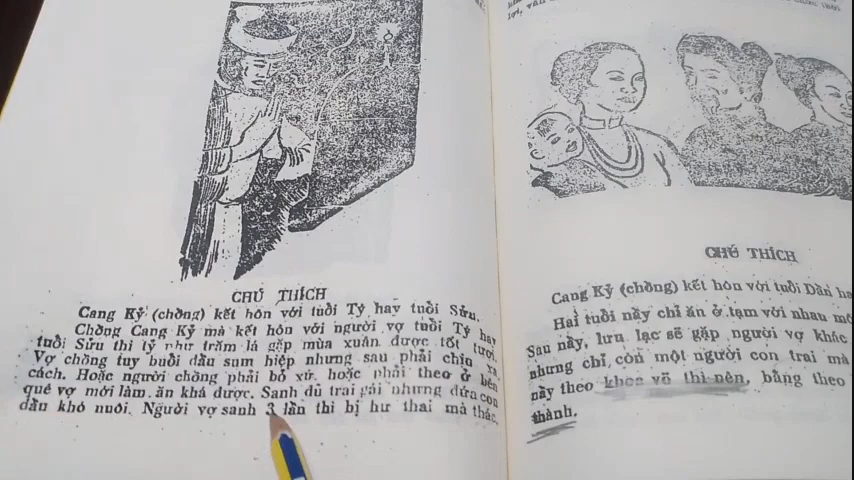 CHÚ THÍCH
Cang Kỷ (chồng) kết hôn với tuổi Tý hay tuổi Sửu.
Chồng Cang Kỷ mà kết hôn với người vợ tuổi Tý hay
tuổi Sửu thì tỷ như trăm lá gặp mùa xuân được tốt tươi.
Vợ chồng tuy buổi đầu sum hiệp nhưng sau phải chịu xa
cách. Hoặc người chồng phải bỏ xứ, hoặc phải theo ở bên
quê vợ mới làm ăn khá được. Sanh đủ trai gái nhưng đứa con
đầu khó nuôi. Người vợ sanh 3 lần thì bị hư thai mà thác.
lợi, văn
CHÚ THÍCH
Cang Kỷ (chồng) kết hôn với tuổi Dần
Hai tuổi nầy chỉ ăn ở tạm với nhau
Sau nầy, lưu lạc sẽ gặp người vợ khác
nhưng chỉ còn một người con trai mà
nầy theo khoa võ thì nên, bằng theo
thành.